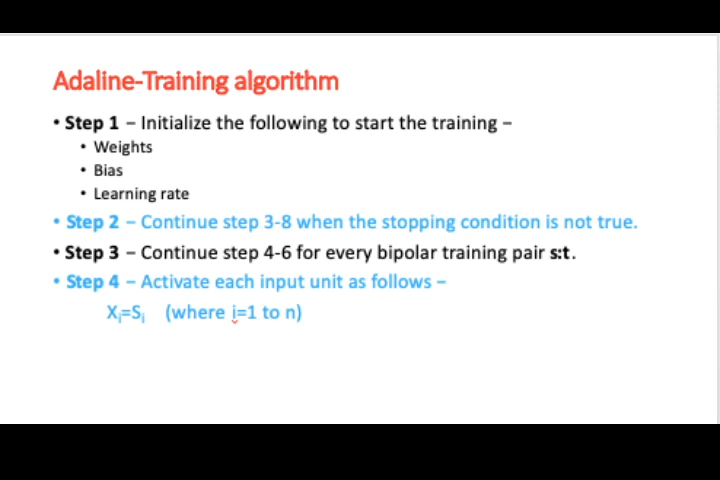 Adaline-Training algorithm
• Step 1 – Initialize the following to start the training –
• Weights
• Bias
• Learning rate
• Step 2 – Continue step 3-8 when the stopping condition is not true.
• Step 3 – Continue step 4-6 for every bipolar training pair s:t.
• Step 4 – Activate each input unit as follows –
Xi=Si (where i=1 to n)